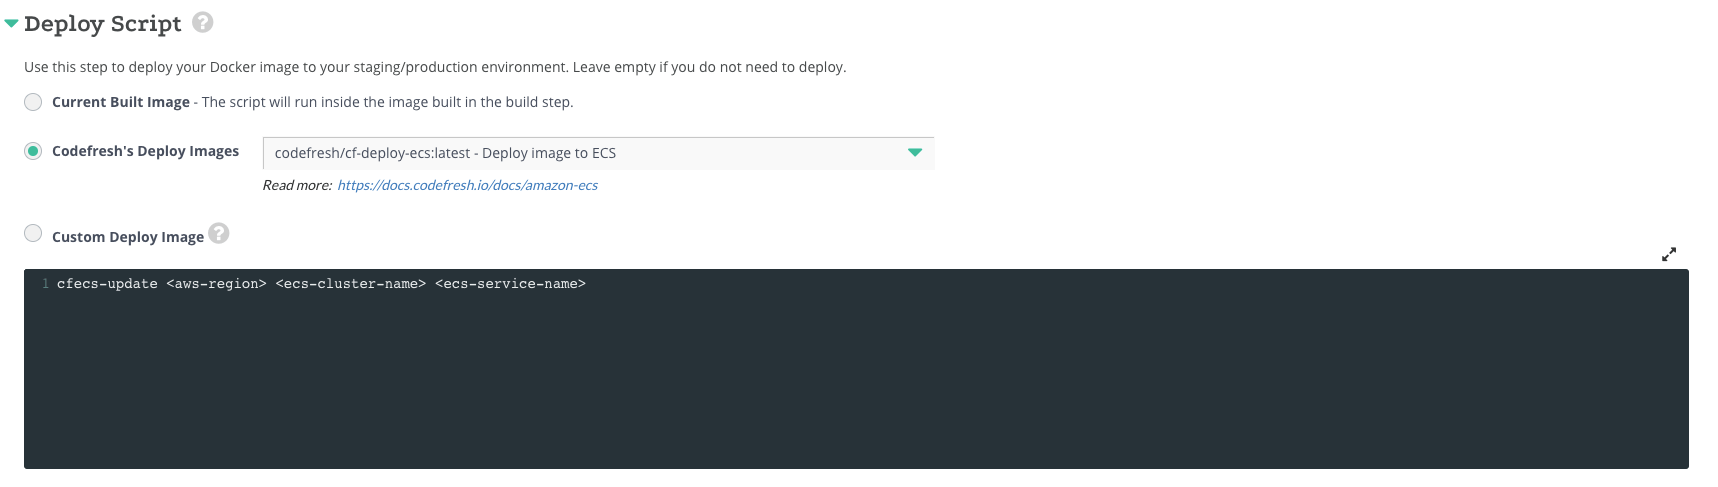 Deploy Script ?
Use this step to deploy your Docker image to your staging/production environment. Leave empty if you do not need to deploy.
Current Built Image - The script will run inside the image built in the build step.
Codefresh's Deploy Images codefresh/cf-deploy-ecs:latest - Deploy image to ECS
Read more: https://docs.codefresh.io/docs/amazon-ecs
Custom Deploy Image ?
1 cfecs-update <aws-region> <ecs-cluster-name> <ecs-service-name>